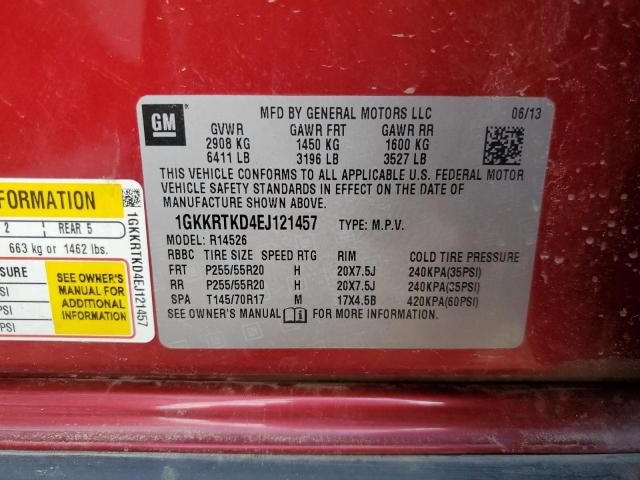 GM
MFD BY GENERAL MOTORS LLC 06/13
GVWR GAWR FRT GAWR RR
2908 KG 1450 KG 1600 KG
6411 LB 3196 LB 3527 LB
THIS VEHICLE CONFORMS TO ALL APPLICABLE U.S. FEDERAL MOTOR
VEHICLE SAFETY STANDARDS IN EFFECT ON THE DATE OF
MANUFACTURE SHOWN ABOVE.
1GKKRTKD4EJ121457 TYPE: M.P.V.
MODEL: R14526
RBBC TIRE SIZE SPEED RTG RIM COLD TIRE PRESSURE
FRT P255/55R20 H 20X7.5J 240KPA(35PSI)
RR P255/55R20 H 20X7.5J 240KPA(35PSI)
SPA T145/70R17 M 17X4.5B 420KPA(60PSI)
SEE OWNER'S MANUAL i FOR MORE INFORMATION.
FORMATION
2 REAR 5
663 kg or 1462 lbs.
SSURE
SI
SI
PSI
SEE OWNER'S
MANUAL FOR
ADDITIONAL
INFORMATION
1GKKRTKD4EJ121457